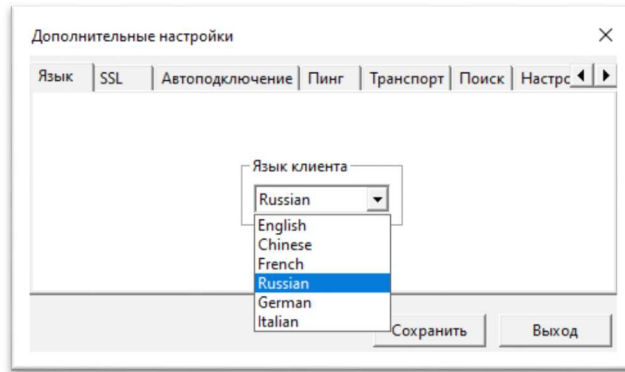 Дополнительные настройки
Язык SSL Автоподключение Пинг Транспорт Поиск Настрс
Язык клиента
Russian
English
Chinese
French
Russian
German
Italian
Сохранить Выход